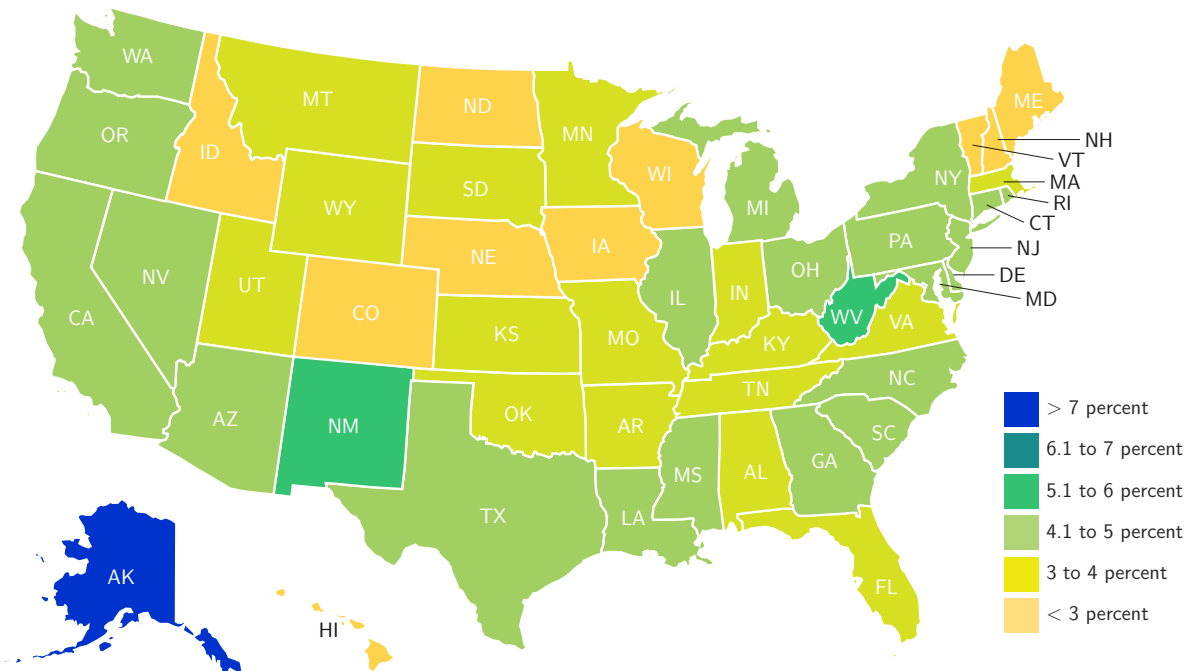 WA
MT
ND
ME
MN
OR
NH
ID
VT
WI
NY
MA
SD
RI
WY
MI
CT
PA
IA
NJ
NE
OH
NV
DE
UT
IL
IN
MD
CO
WV
CA
VA
KS
MO
KY
NC
TN
> 7 percent
OK
AZ
NM
AR
SC
6.1 to 7 percent
GA
AL
MS
5.1 to 6 percent
TX
LA
4.1 to 5 percent
AK
3 to 4 percent
FL
< 3 percent
HI